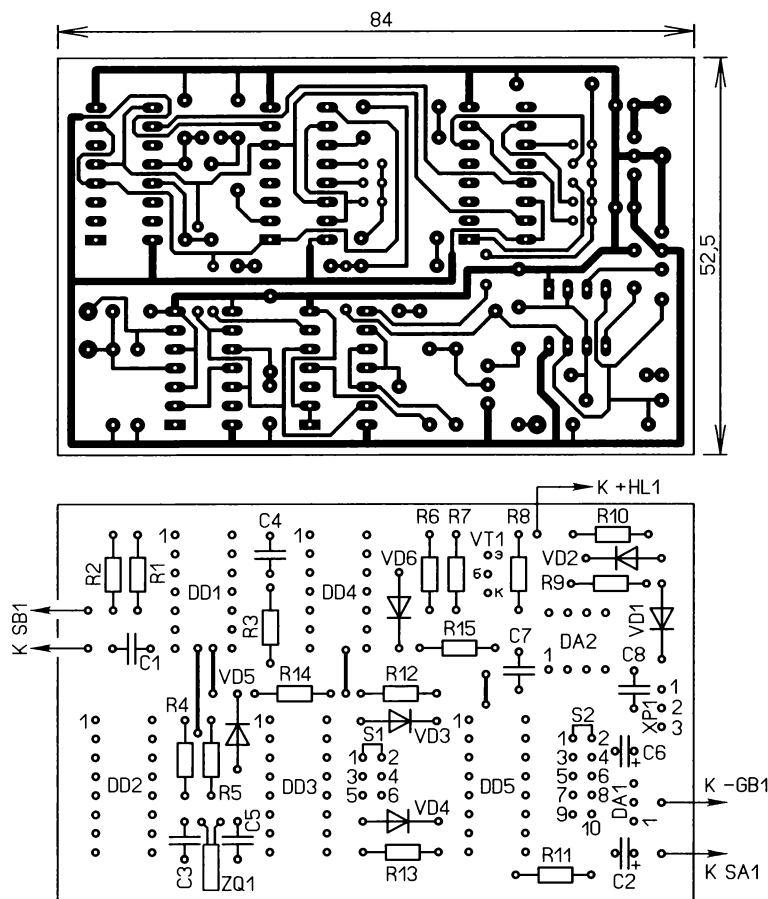 84
52,5
K +HL1
C4
R6
R7
VT1
R8
R10
R2
R1
1
DD1
1
DD4
VD6
э
б
к
VD2
R9
K SB1
R3
VD1
C1
R15
C7
DA2
1
C8
R14
R12
VD5
R4
VD3
XP1
1
2
3
1
1
S1
1
2
3
4
5
6
1
S2
1
2
3
4
5
6
7
8
9
10
C6
+
DD2
R5
DD3
DD5
DA1
1
K -GB1
VD4
C3
C5
ZQ1
R13
R11
C2
+
K SA1